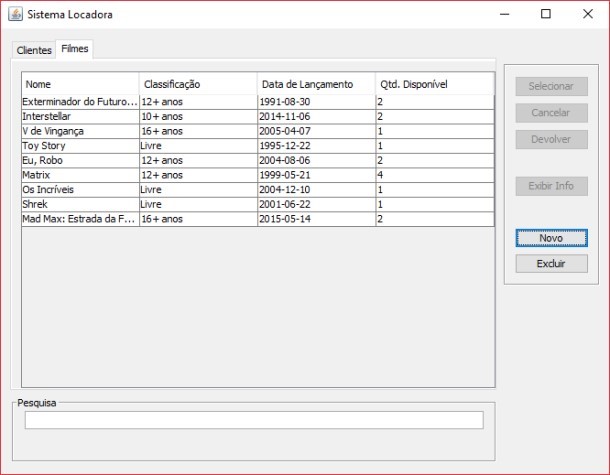 Sistema Locadora
Clientes Filmes
Nome Classificação Data de Lançamento Qtd. Disponível
Exterminador do Futuro... 12+ anos 1991-08-30 2
Interstellar 10+ anos 2014-11-06 2
V de Vingança 16+ anos 2005-04-07 1
Toy Story Livre 1995-12-22 1
Eu, Robo 12+ anos 2004-08-06 2
Matrix 12+ anos 1999-05-21 4
Os Incríveis Livre 2004-12-10 1
Shrek Livre 2001-06-22 1
Mad Max: Estrada da F... 16+ anos 2015-05-14 2
Selecionar
Cancelar
Devolver
Exibir Info
Novo
Excluir
Pesquisa